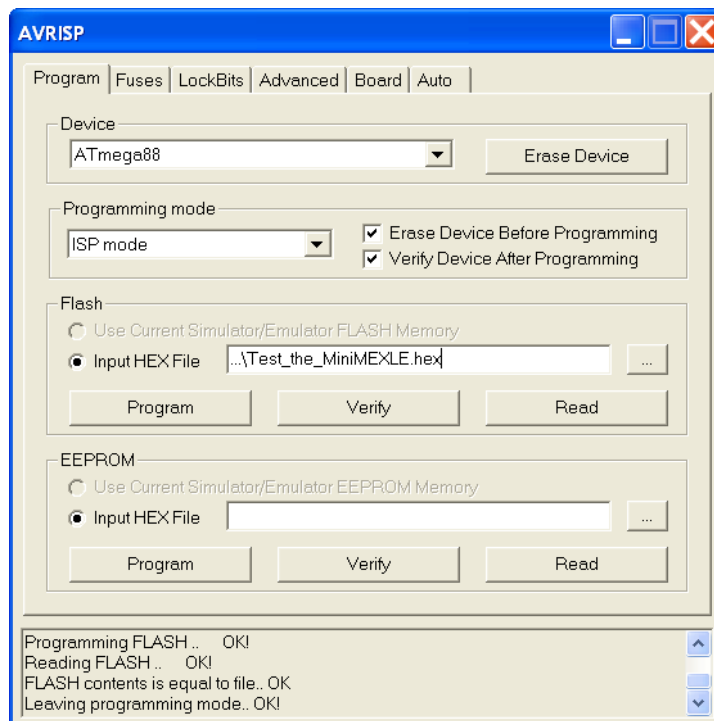 AVRISP
Program Fuses LockBits Advanced Board Auto
Device
ATmega88 Erase Device
Programming mode
ISP mode
Erase Device Before Programming
Verify Device After Programming
Flash
Use Current Simulator/Emulator FLASH Memory
Input HEX File ...\Test_the_MiniMEXLE.hex ...
Program Verify Read
EEPROM
Use Current Simulator/Emulator EEPROM Memory
Input HEX File ...
Program Verify Read
Programming FLASH .. OK!
Reading FLASH .. OK!
FLASH contents is equal to file.. OK
Leaving programming mode.. OK!